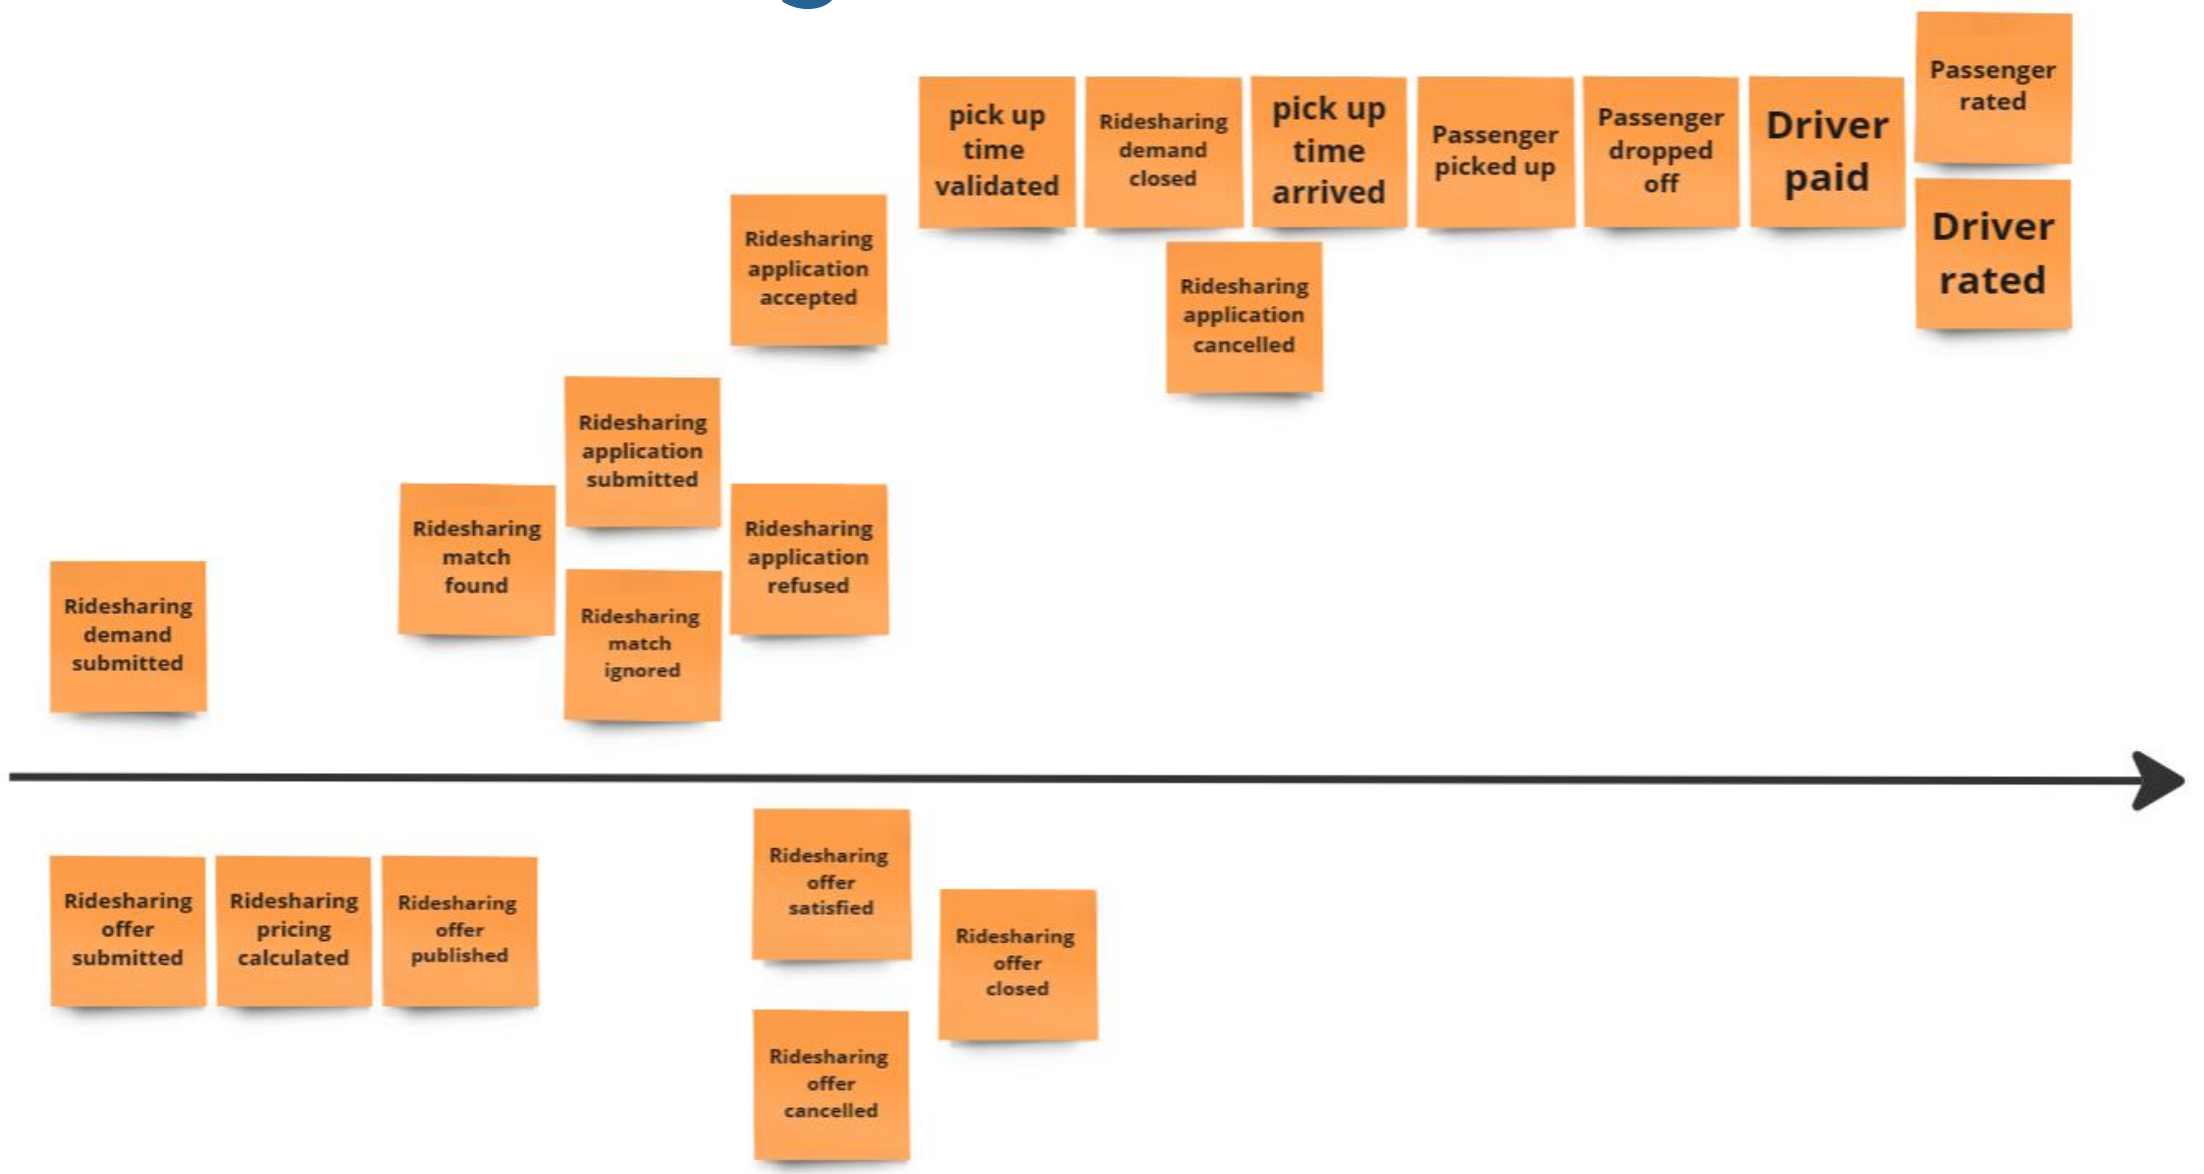 Passenger
rated
pick up
time
validated
Ridesharing
demand
closed
pick up
time
arrived
Passenger
picked up
Passenger
dropped
off
Driver
paid
Driver
rated
Ridesharing
application
accepted
Ridesharing
application
cancelled
Ridesharing
application
submitted
Ridesharing
match
found
Ridesharing
application
refused
Ridesharing
demand
submitted
Ridesharing
match
ignored
Ridesharing
offer
submitted
Ridesharing
pricing
calculated
Ridesharing
offer
published
Ridesharing
offer
satisfied
Ridesharing
offer
closed
Ridesharing
offer
cancelled